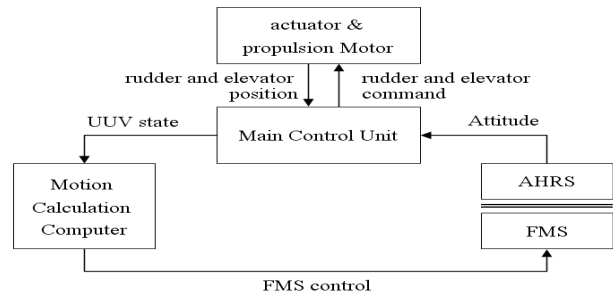 actuator &
propulsion Motor
rudder and elevator
position
rudder and elevator
command
UUV state
Main Control Unit
Attitude
Motion
Calculation
Computer
AHRS
FMS
FMS control